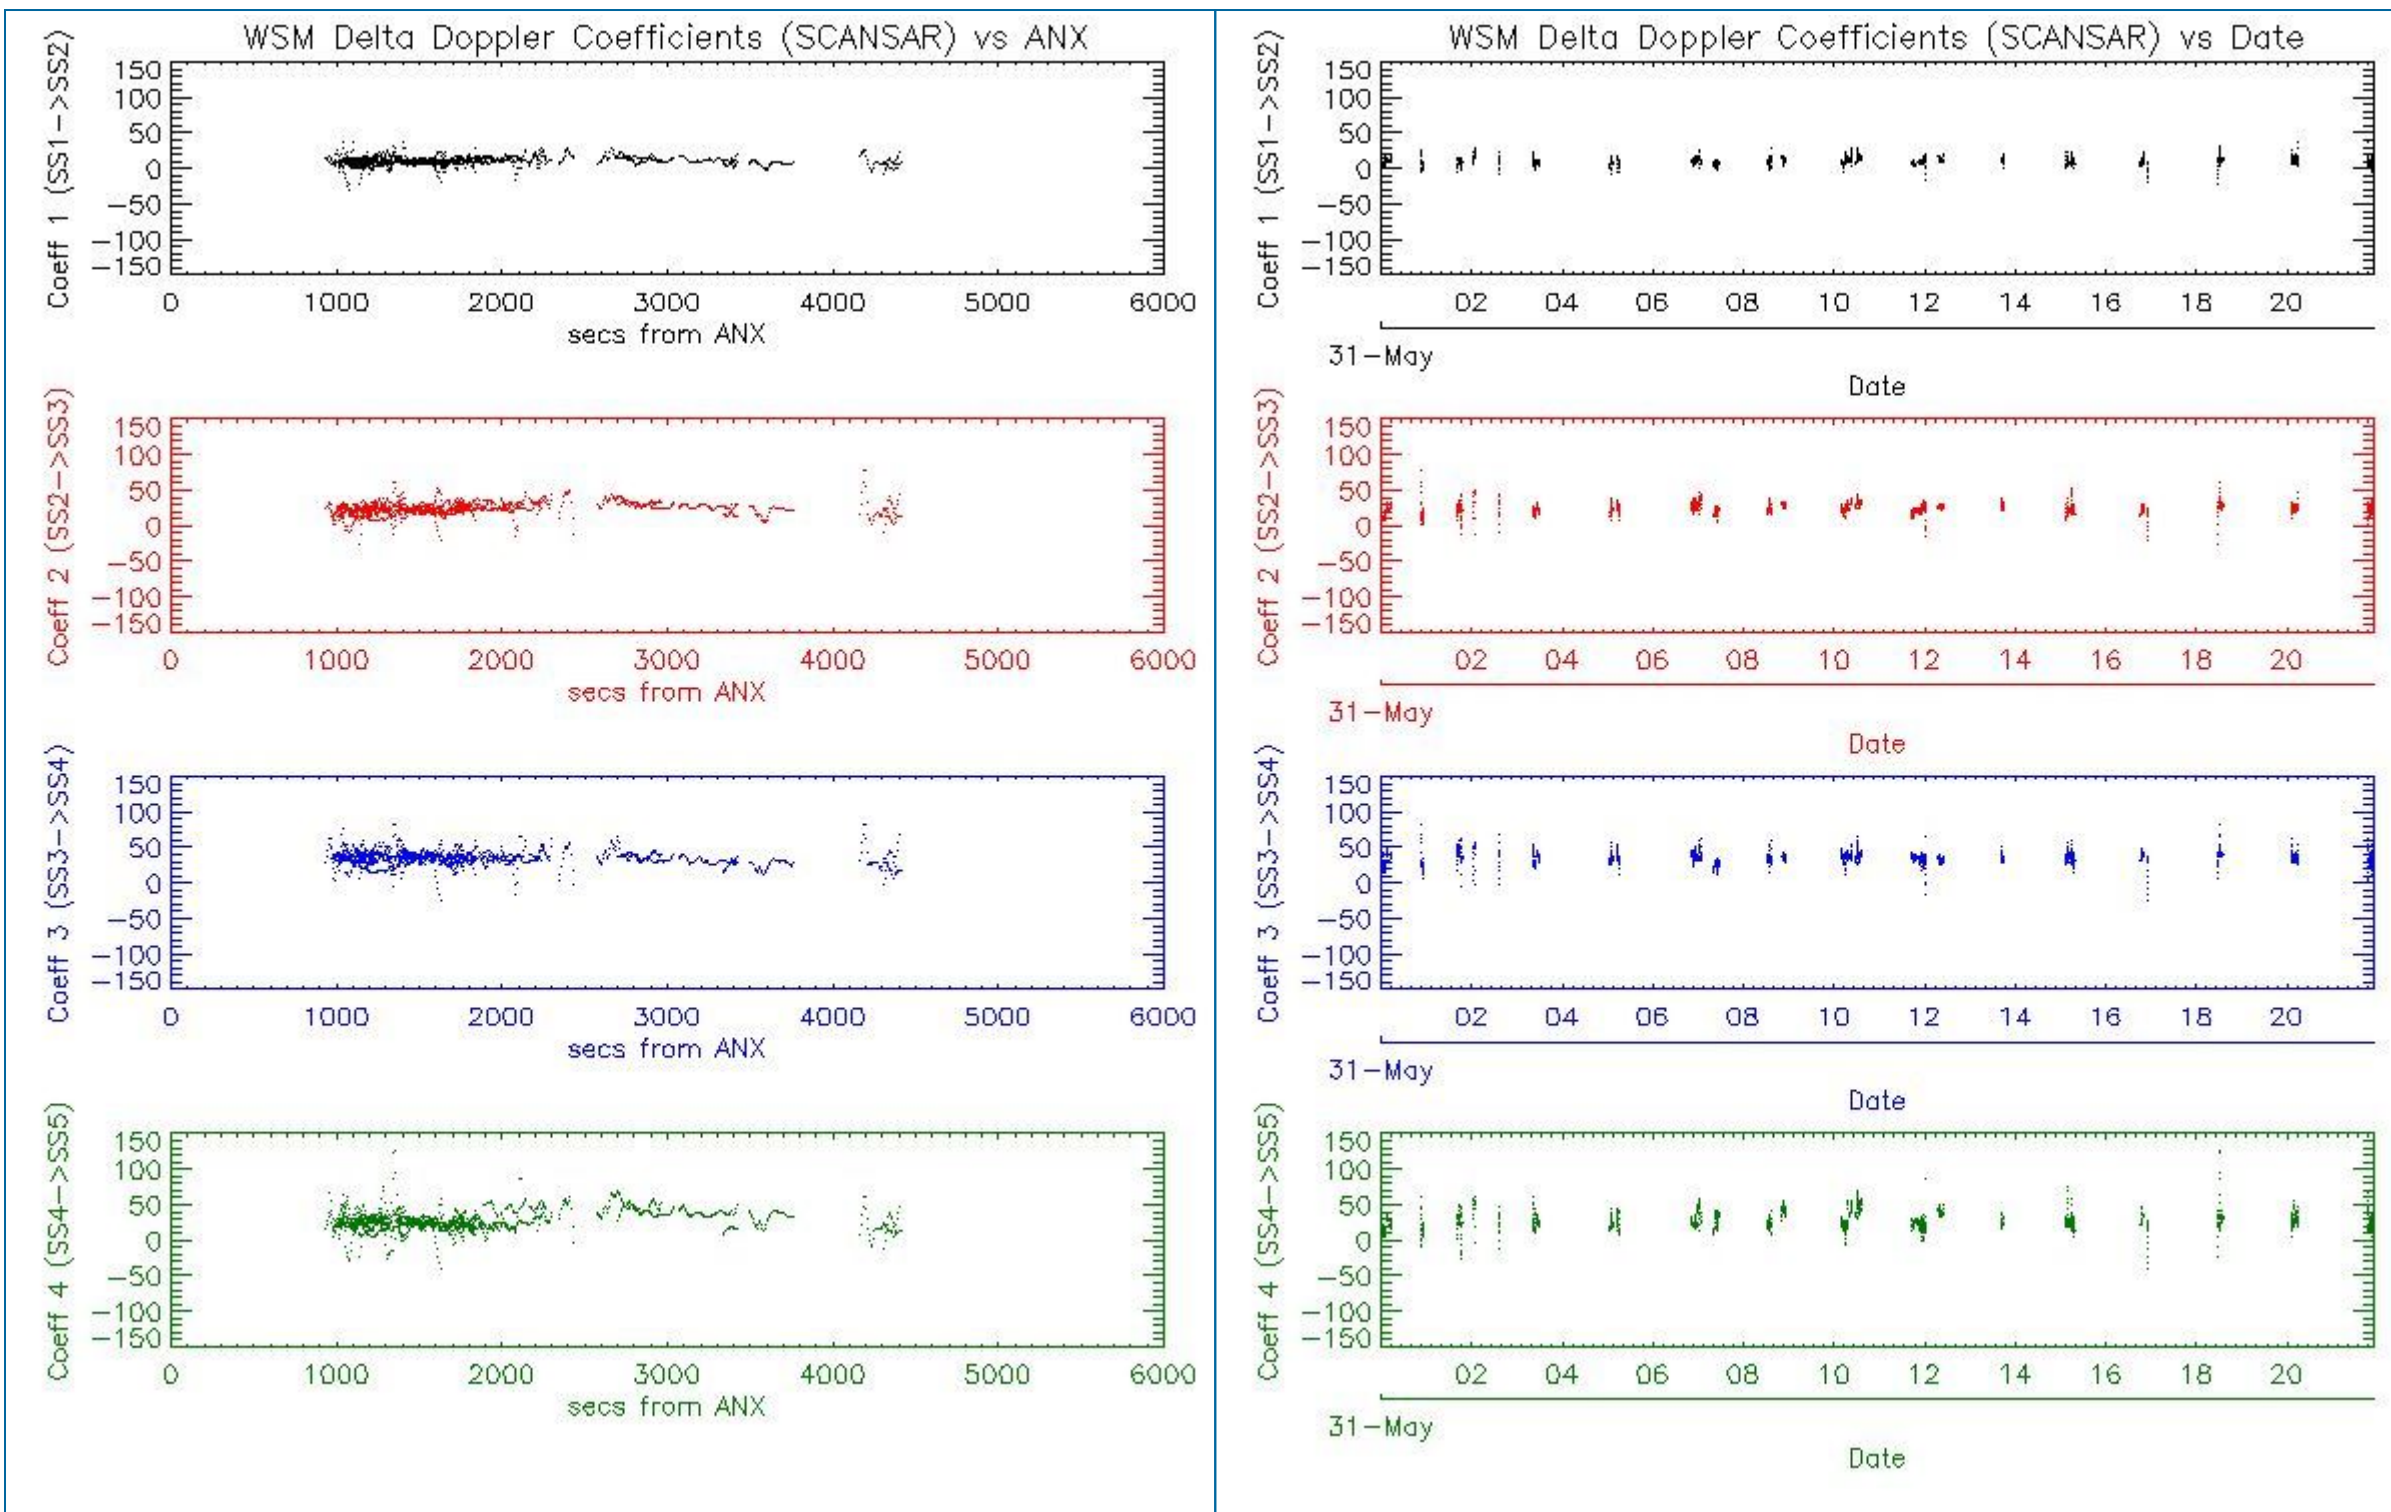 WSM Delta Doppler Coefficients (SCANSAR) vs ANX
Coeff 1 (SS1->SS2)
150
100
50
0
-50
-100
-150
0 1000 2000 3000 4000 5000 6000
secs from ANX
Coeff 2 (SS2->SS3)
150
100
50
0
-50
-100
-150
0 1000 2000 3000 4000 5000 6000
secs from ANX
Coeff 3 (SS3->SS4)
150
100
50
0
-50
-100
-150
0 1000 2000 3000 4000 5000 6000
secs from ANX
Coeff 4 (SS4->SS5)
150
100
50
0
-50
-100
-150
0 1000 2000 3000 4000 5000 6000
secs from ANX
WSM Delta Doppler Coefficients (SCANSAR) vs Date
Coeff 1 (SS1->SS2)
150
100
50
0
-50
-100
-150
02 04 06 08 10 12 14 16 18 20
31-May
Date
Coeff 2 (SS2->SS3)
150
100
50
0
-50
-100
-150
02 04 06 08 10 12 14 16 18 20
31-May
Date
Coeff 3 (SS3->SS4)
150
100
50
0
-50
-100
-150
02 04 06 08 10 12 14 16 18 20
31-May
Date
Coeff 4 (SS4->SS5)
150
100
50
0
-50
-100
-150
02 04 06 08 10 12 14 16 18 20
31-May
Date